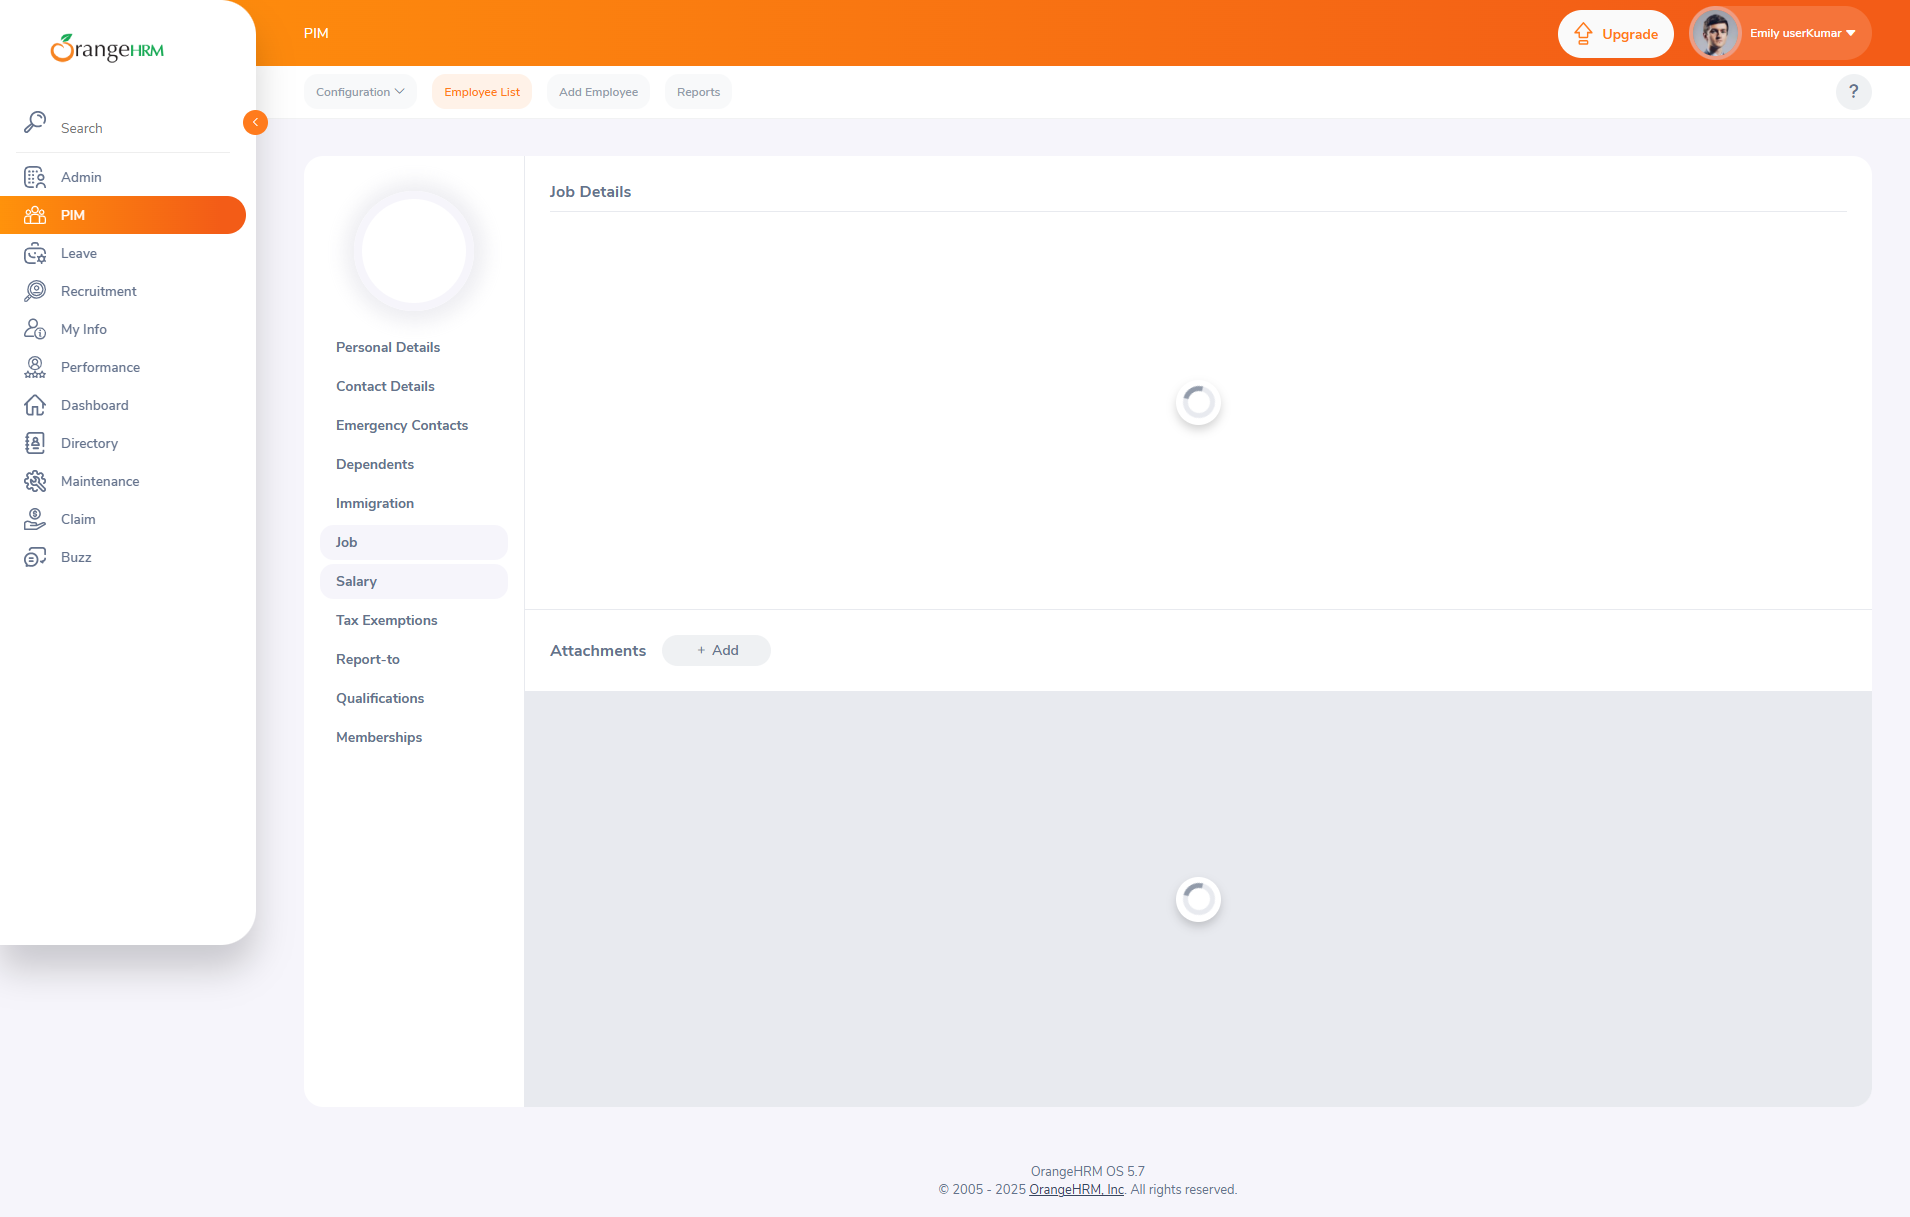 OrangeHRM
Search
Admin
PIM
Leave
Recruitment
My Info
Performance
Dashboard
Directory
Maintenance
Claim
Buzz
PIM
Upgrade
Emily userKumar
Configuration
Employee List
Add Employee
Reports
?
Personal Details
Contact Details
Emergency Contacts
Dependents
Immigration
Job
Salary
Tax Exemptions
Report-to
Qualifications
Memberships
Job Details
Attachments
+ Add
OrangeHRM OS 5.7
© 2005 - 2025 OrangeHRM, Inc. All rights reserved.